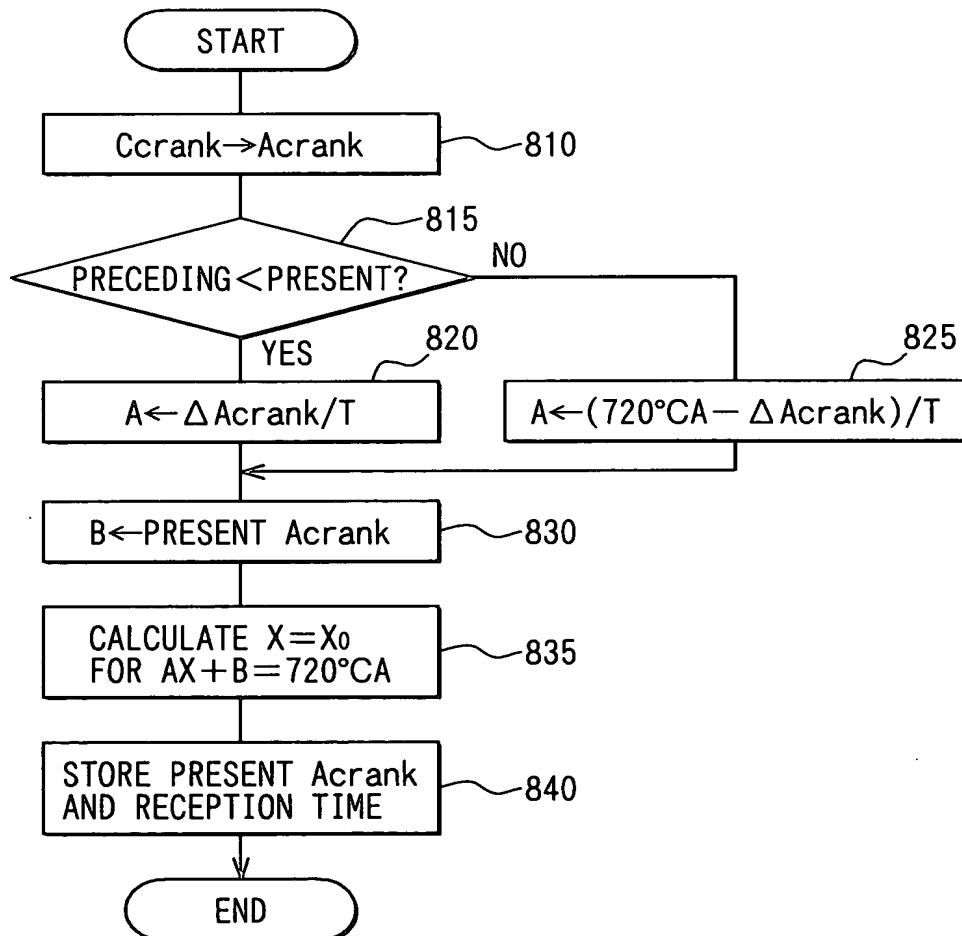 START
Ccrank→Acrank
810
815
PRECEDING<PRESENT?
NO
YES
820
825
A←ΔAcrank/T
A←(720°CA−ΔAcrank)/T
B←PRESENT Acrank
830
CALCULATE X=X₀
FOR AX+B=720°CA
835
STORE PRESENT Acrank
AND RECEPTION TIME
840
END